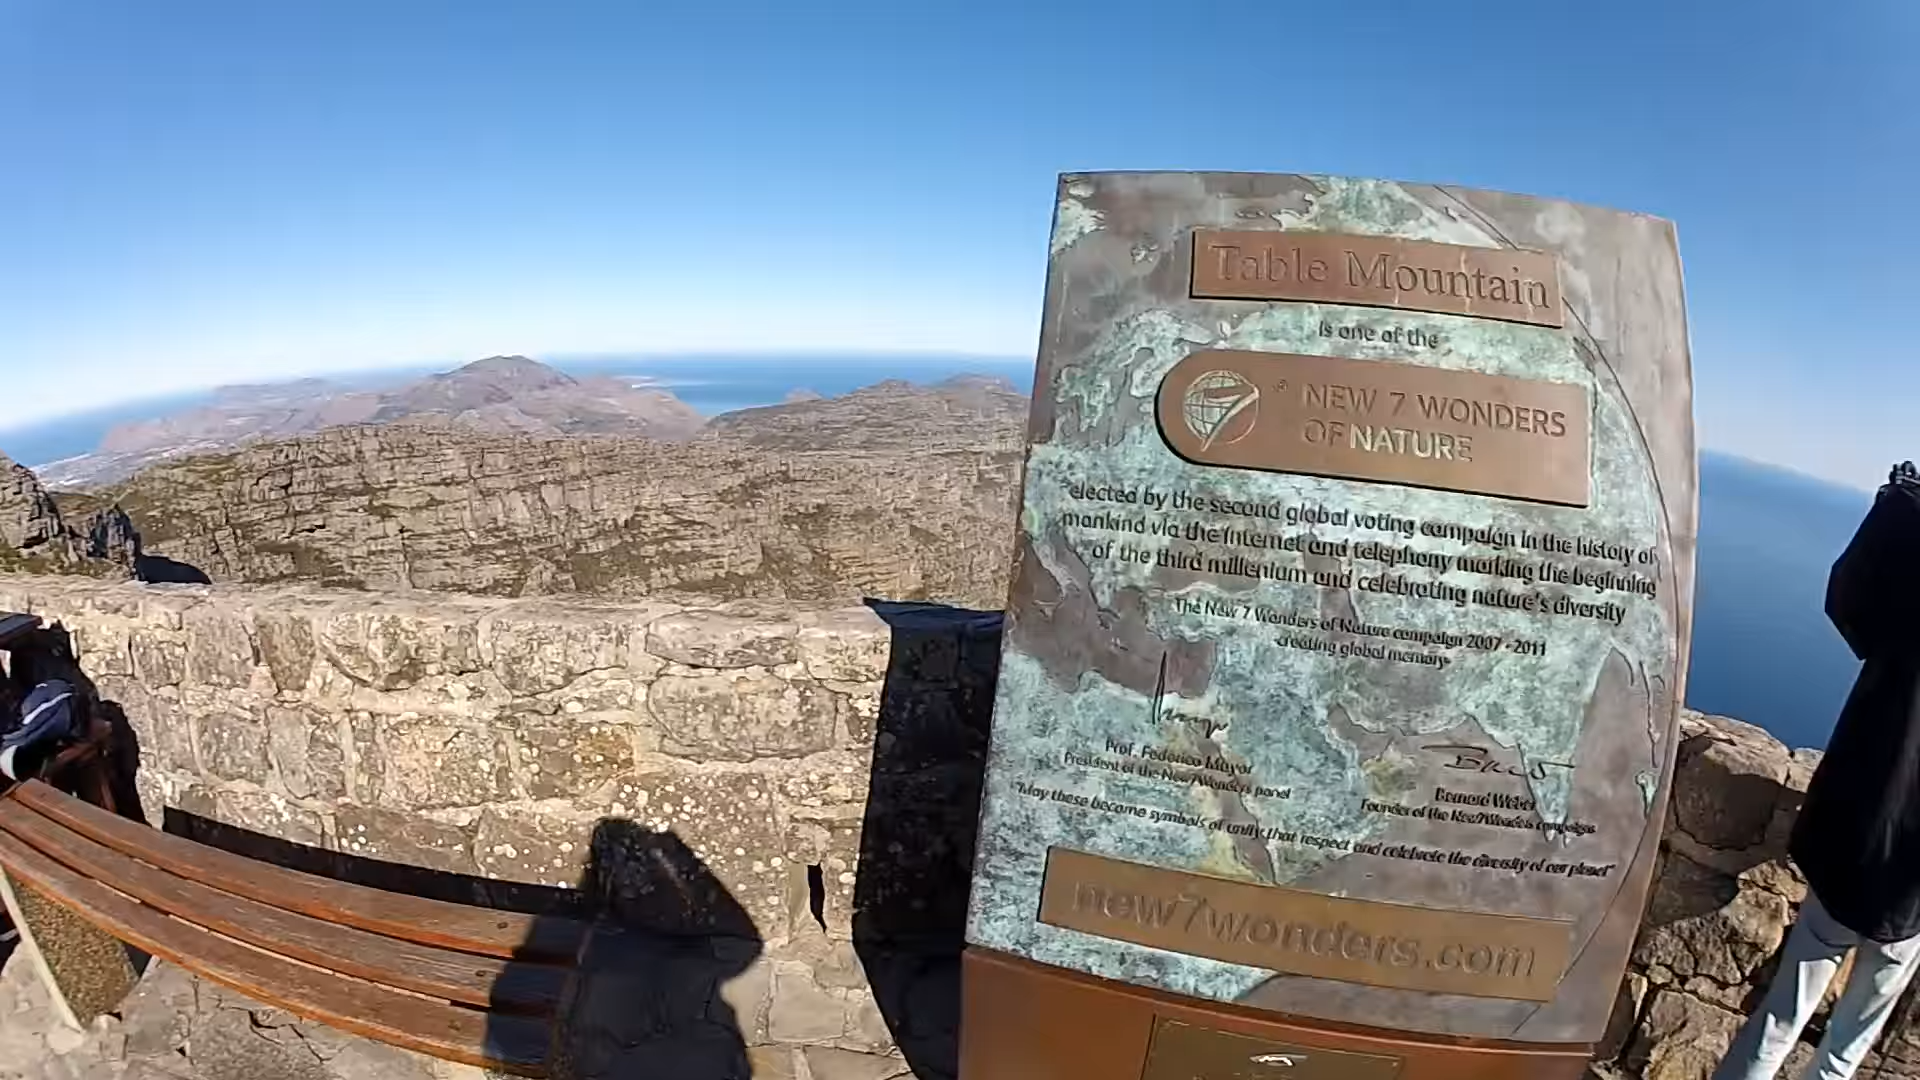 Table Mountain
is one of the
® NEW 7 WONDERS
OF NATURE
elected by the second global voting campaign in the history of
mankind via the Internet and telephony marking the beginning
of the third millenium and celebrating nature's diversity
The New 7 Wonders of Nature campaign 2007 - 2011
-creating global memory-
Prof. Federico Mayor
President of the New7Wonders panel
Bernard Weber
Founder of the New7Wonders campaign
"May these become symbols of unity that respect and celebrate the diversity of our planet"
new7wonders.com